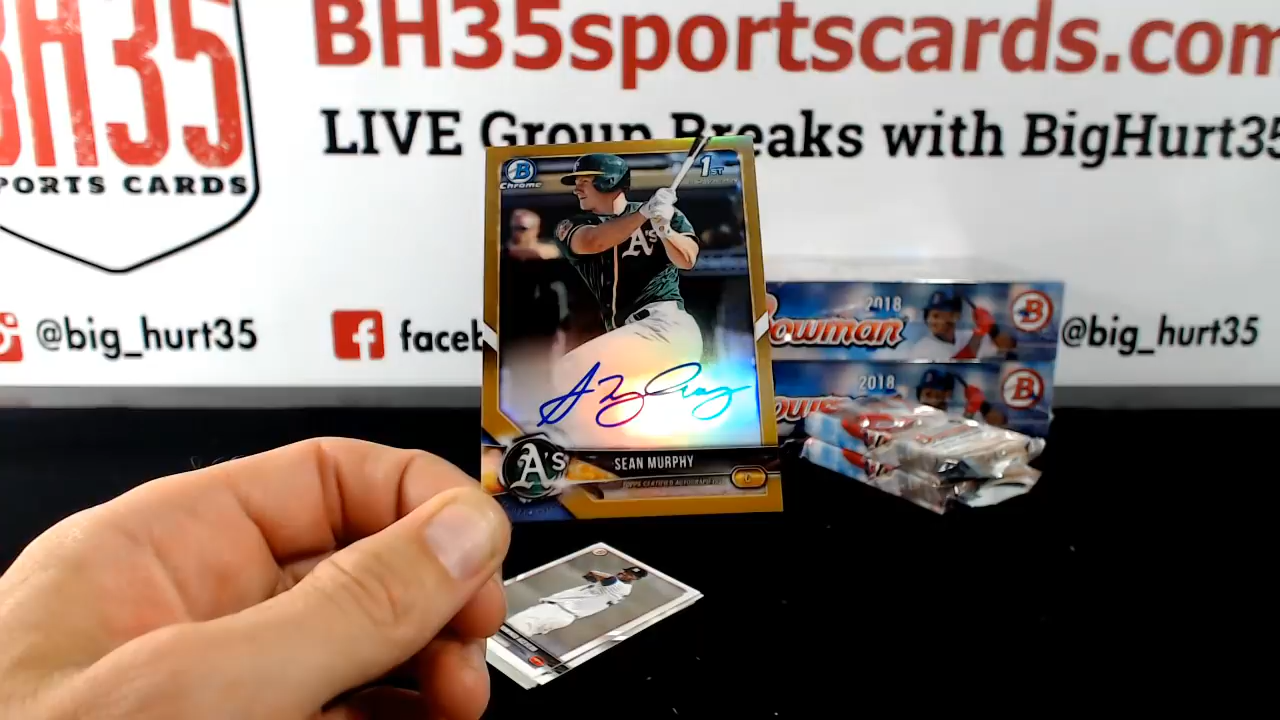 BH35
SPORTS CARDS
BH35sportscards.com
LIVE Group Breaks with BigHurt35
@big_hurt35
f faceb
@big_hurt35
B
Chrome
1ST
A's
SEAN MURPHY
TOPPS CERTIFIED AUTOGRAPH
C
A's
2018
Bowman
B
2018
Bowman
B